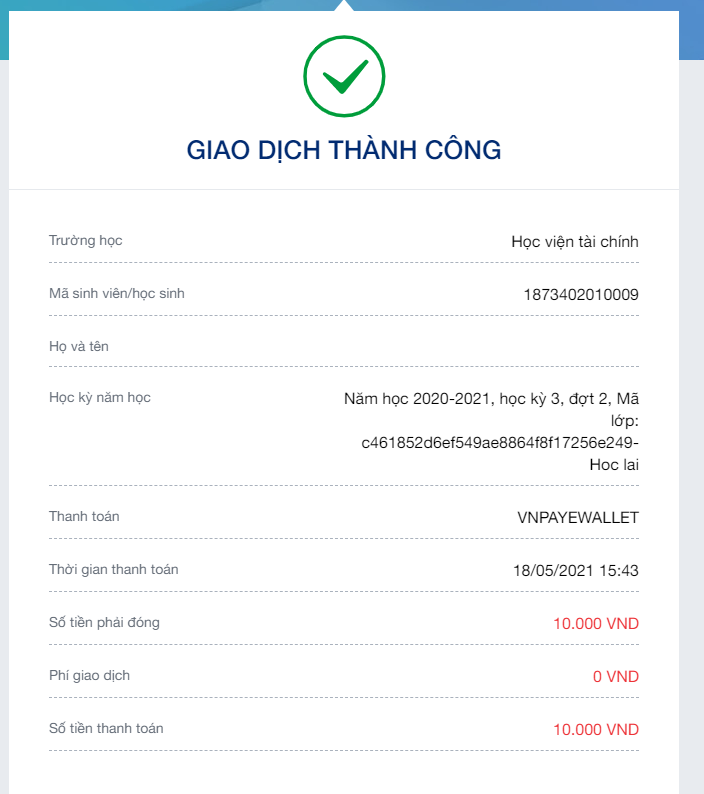 GIAO DỊCH THÀNH CÔNG
Trường học
Học viện tài chính
Mã sinh viên/học sinh
1873402010009
Họ và tên
Học kỳ năm học
Năm học 2020-2021, học kỳ 3, đợt 2, Mã
lớp:
c461852d6ef549ae8864f8f17256e249-
Hoc lai
Thanh toán
VNPAYEWALLET
Thời gian thanh toán
18/05/2021 15:43
Số tiền phải đóng
10.000 VND
Phí giao dịch
0 VND
Số tiền thanh toán
10.000 VND